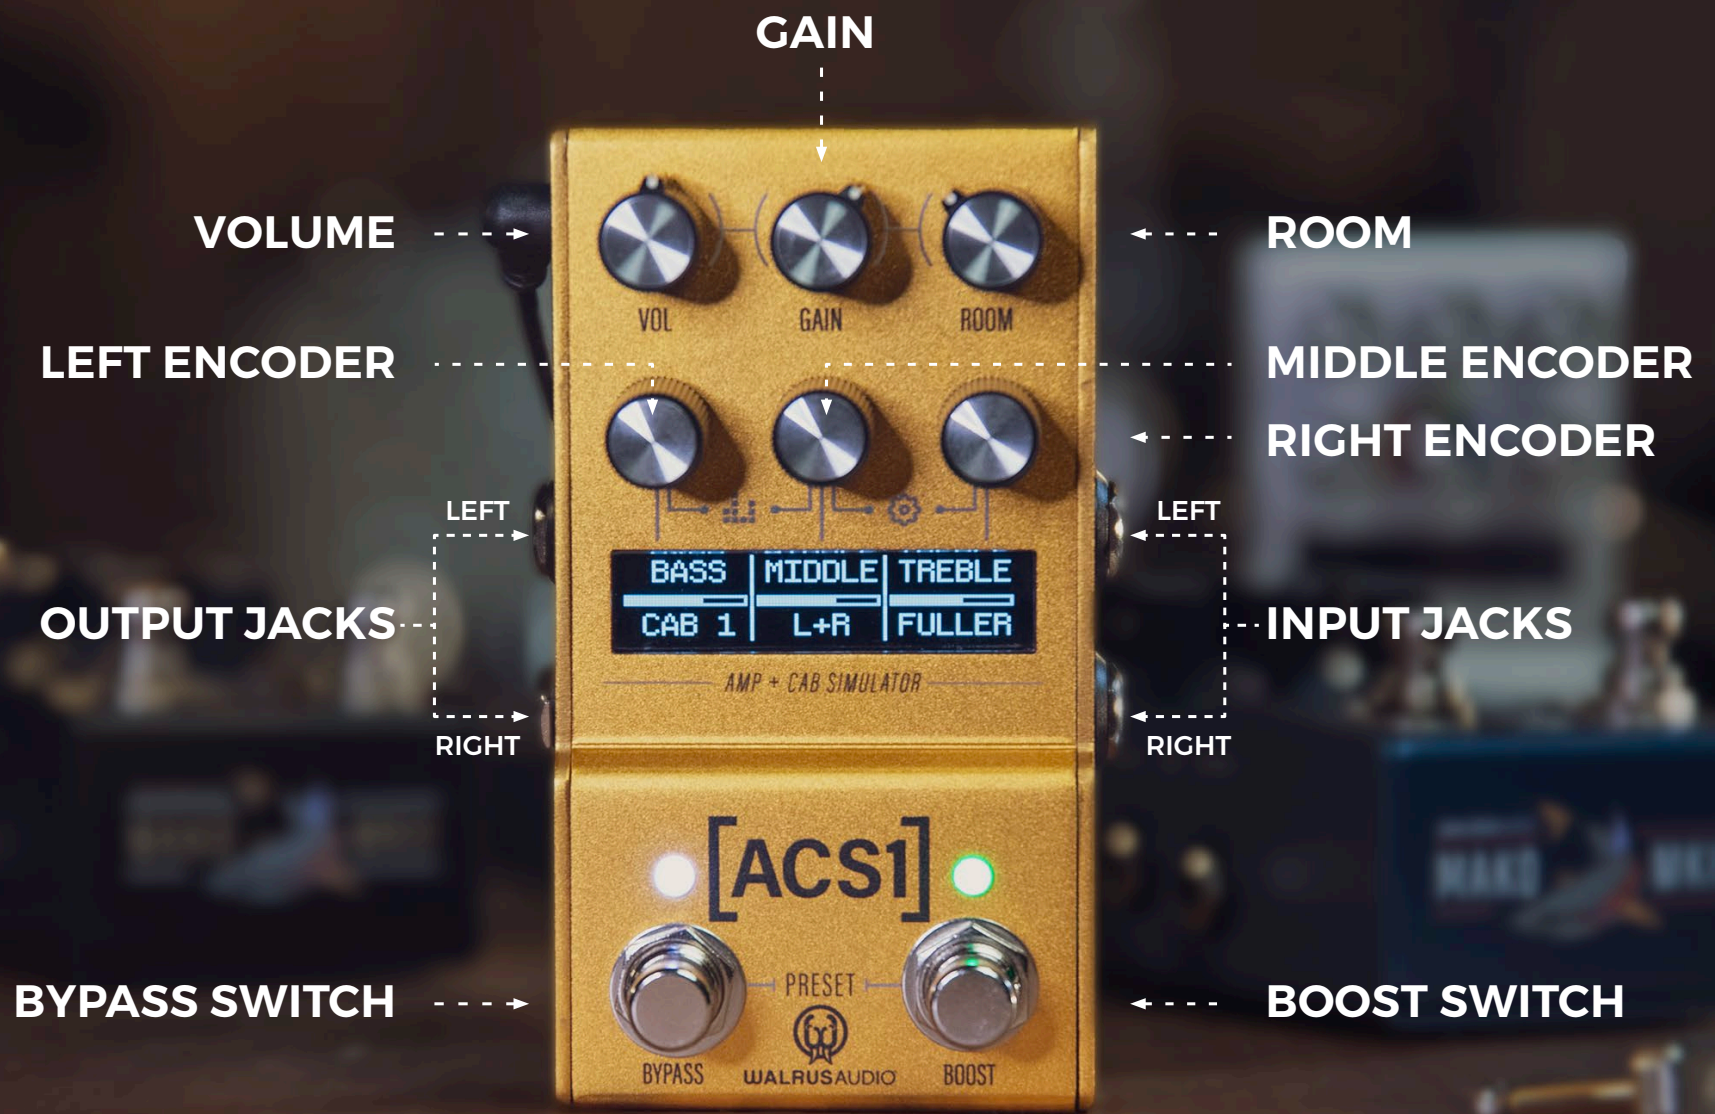 GAIN
VOLUME
ROOM
VOL
GAIN
ROOM
LEFT ENCODER
MIDDLE ENCODER
RIGHT ENCODER
LEFT
LEFT
BASS
MIDDLE
TREBLE
CAB 1
L+R
FULLER
OUTPUT JACKS
INPUT JACKS
AMP + CAB SIMULATOR
RIGHT
RIGHT
[ACS1]
MAKO
BYPASS SWITCH
PRESET
BOOST SWITCH
BYPASS
WALRUSAUDIO
BOOST